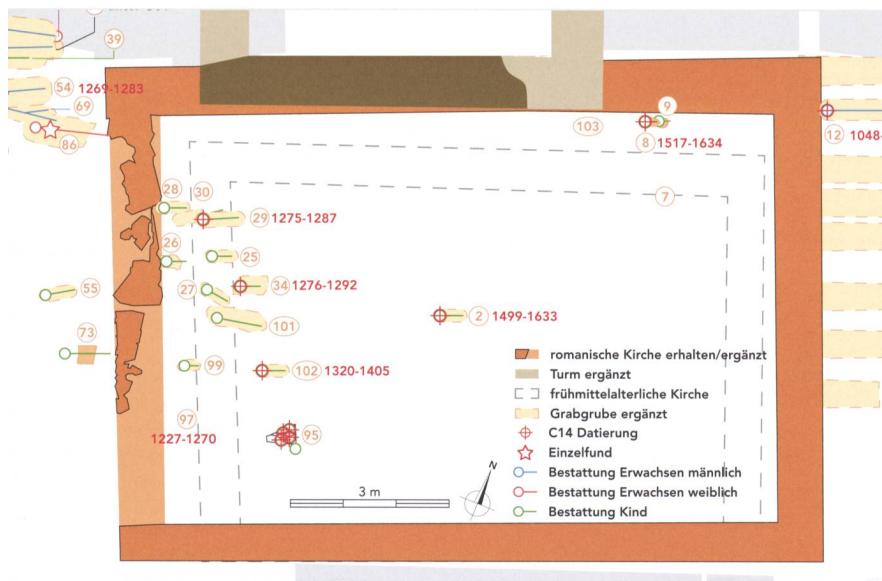 39
54 1269-1283
69
86
9
103
8 1517-1634
12 1048-
28 30
7
29 1275-1287
26
25
55
27
34 1276-1292
101
2 1499-1633
73
99
102 1320-1405
97
1227-1270
95
3 m
N
romanische Kirche erhalten/ergänzt
Turm ergänzt
frühmittelalterliche Kirche
Grabgrube ergänzt
C14 Datierung
Einzelfund
Bestattung Erwachsen männlich
Bestattung Erwachsen weiblich
Bestattung Kind